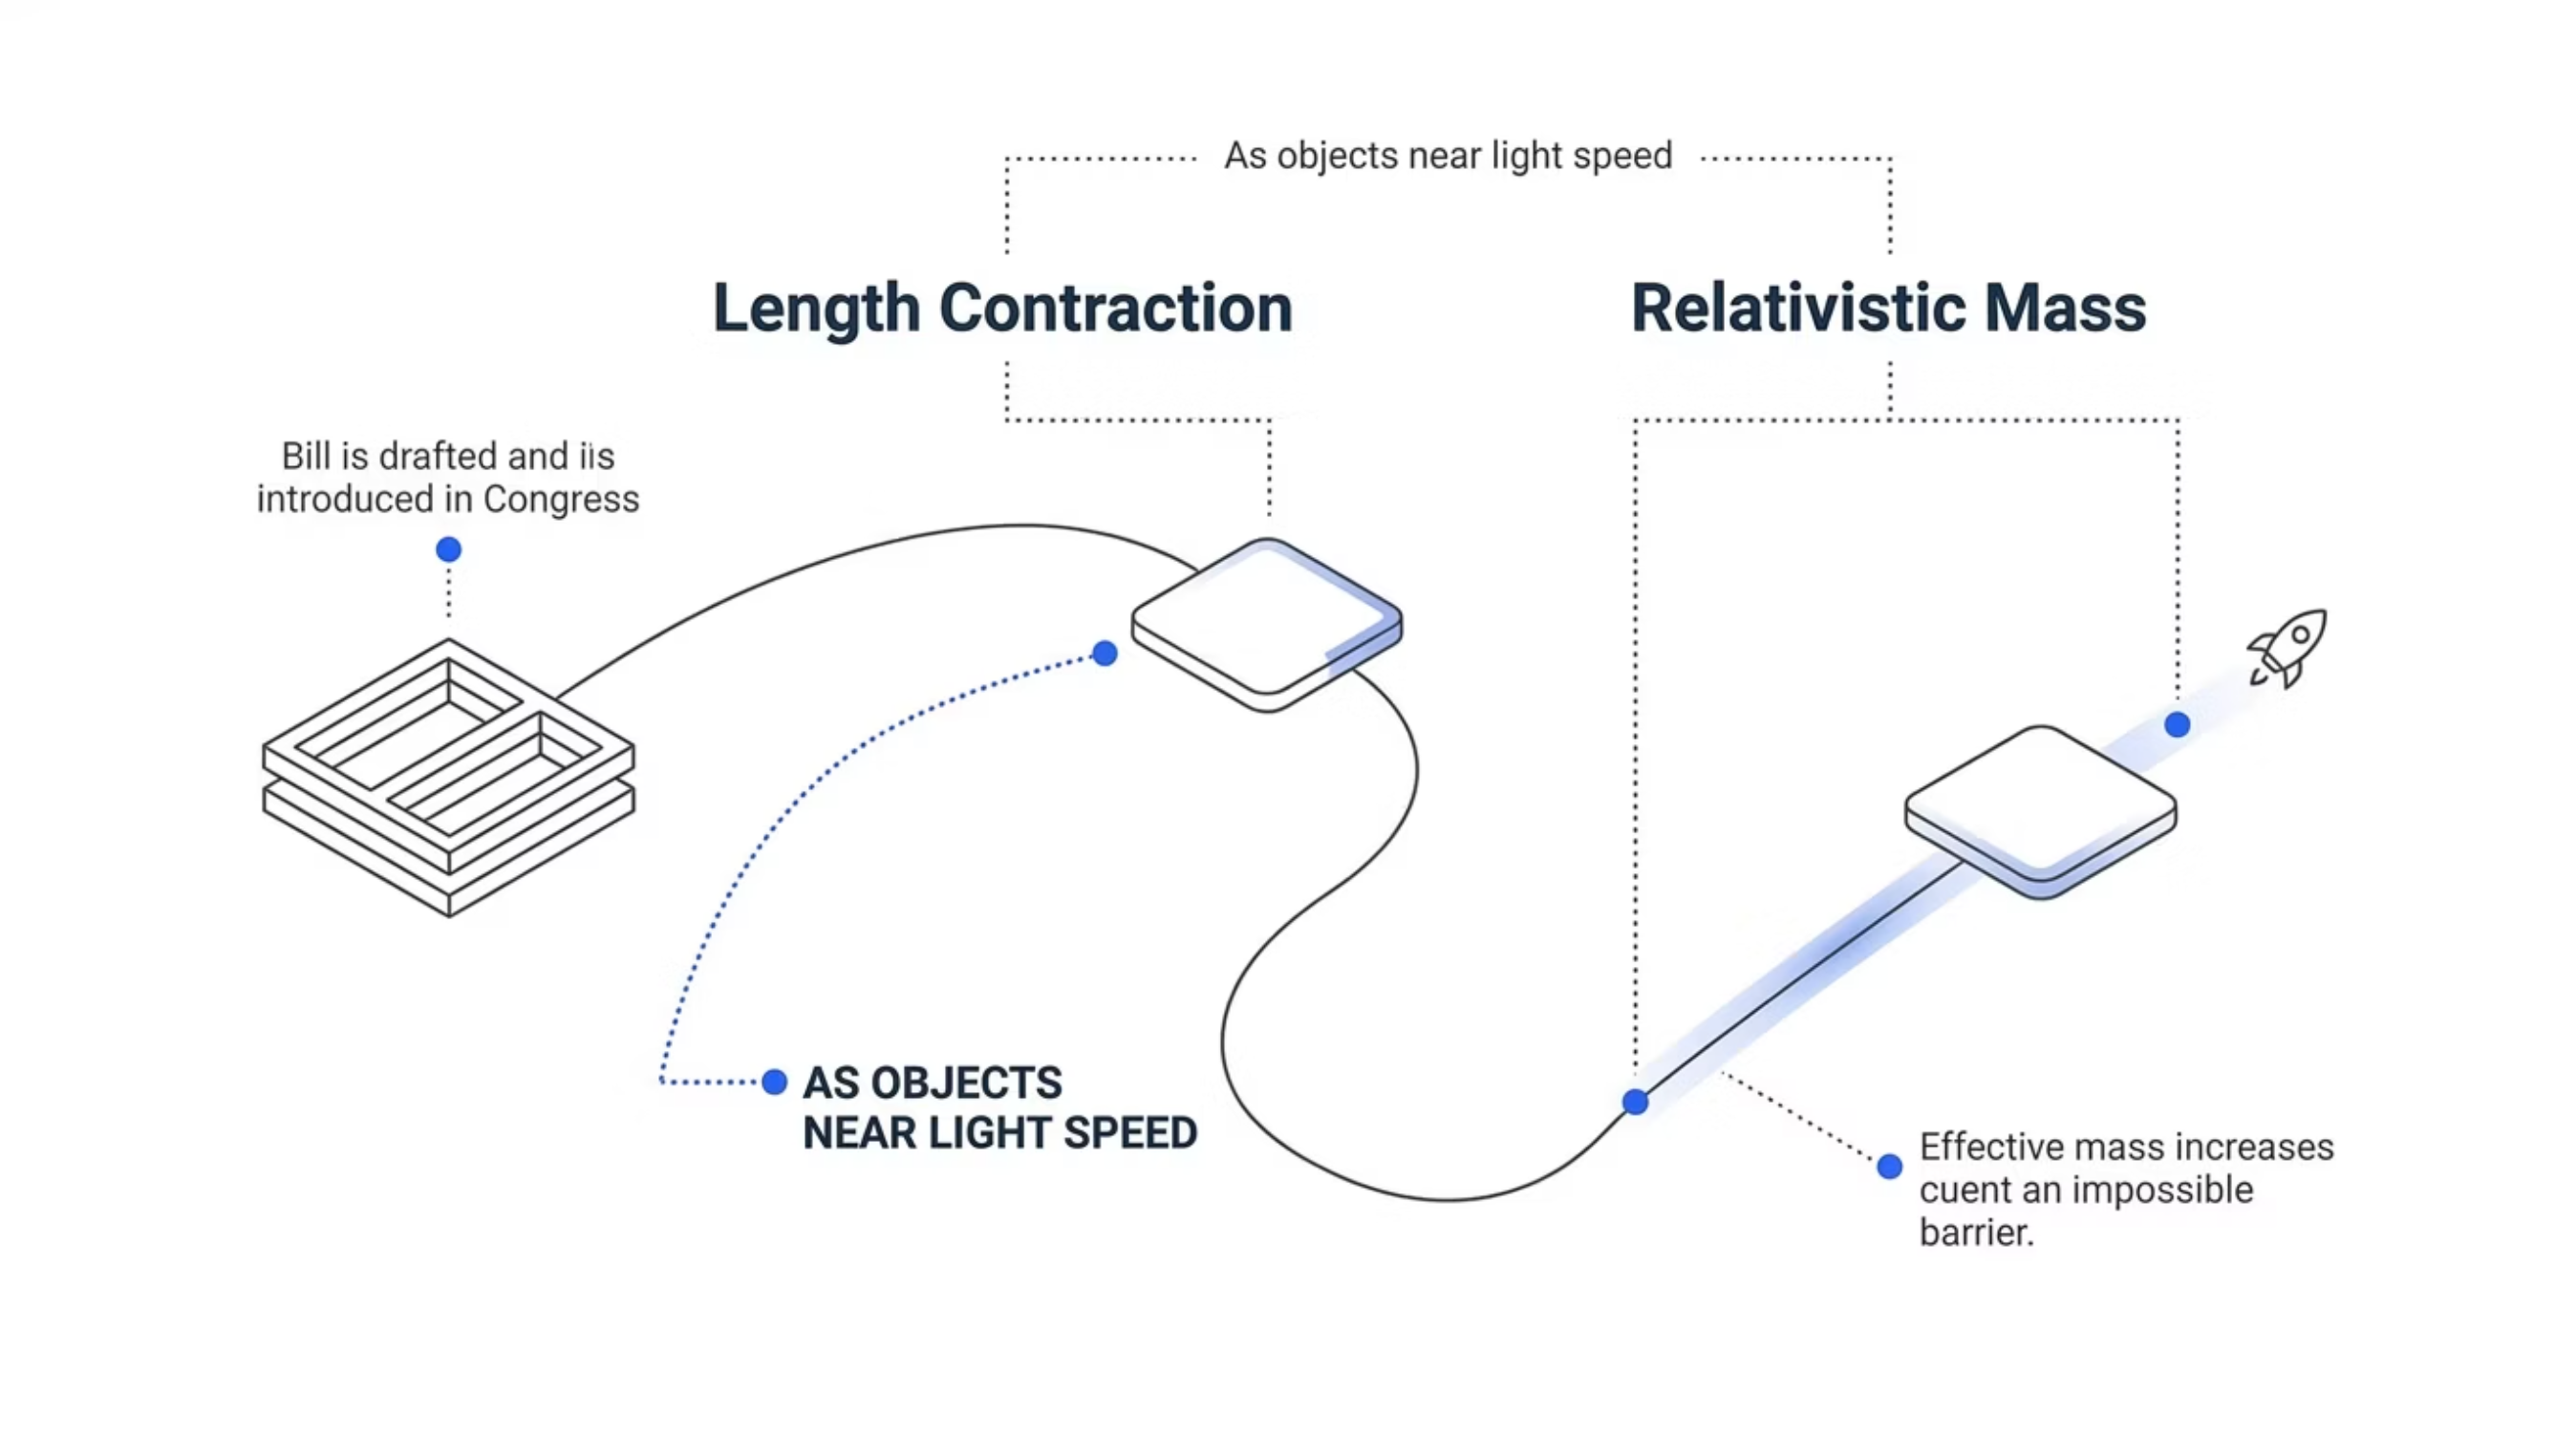 As objects near light speed
Length Contraction
Relativistic Mass
Bill is drafted and iis
introduced in Congress
AS OBJECTS
NEAR LIGHT SPEED
Effective mass increases
cuent an impossible
barrier.